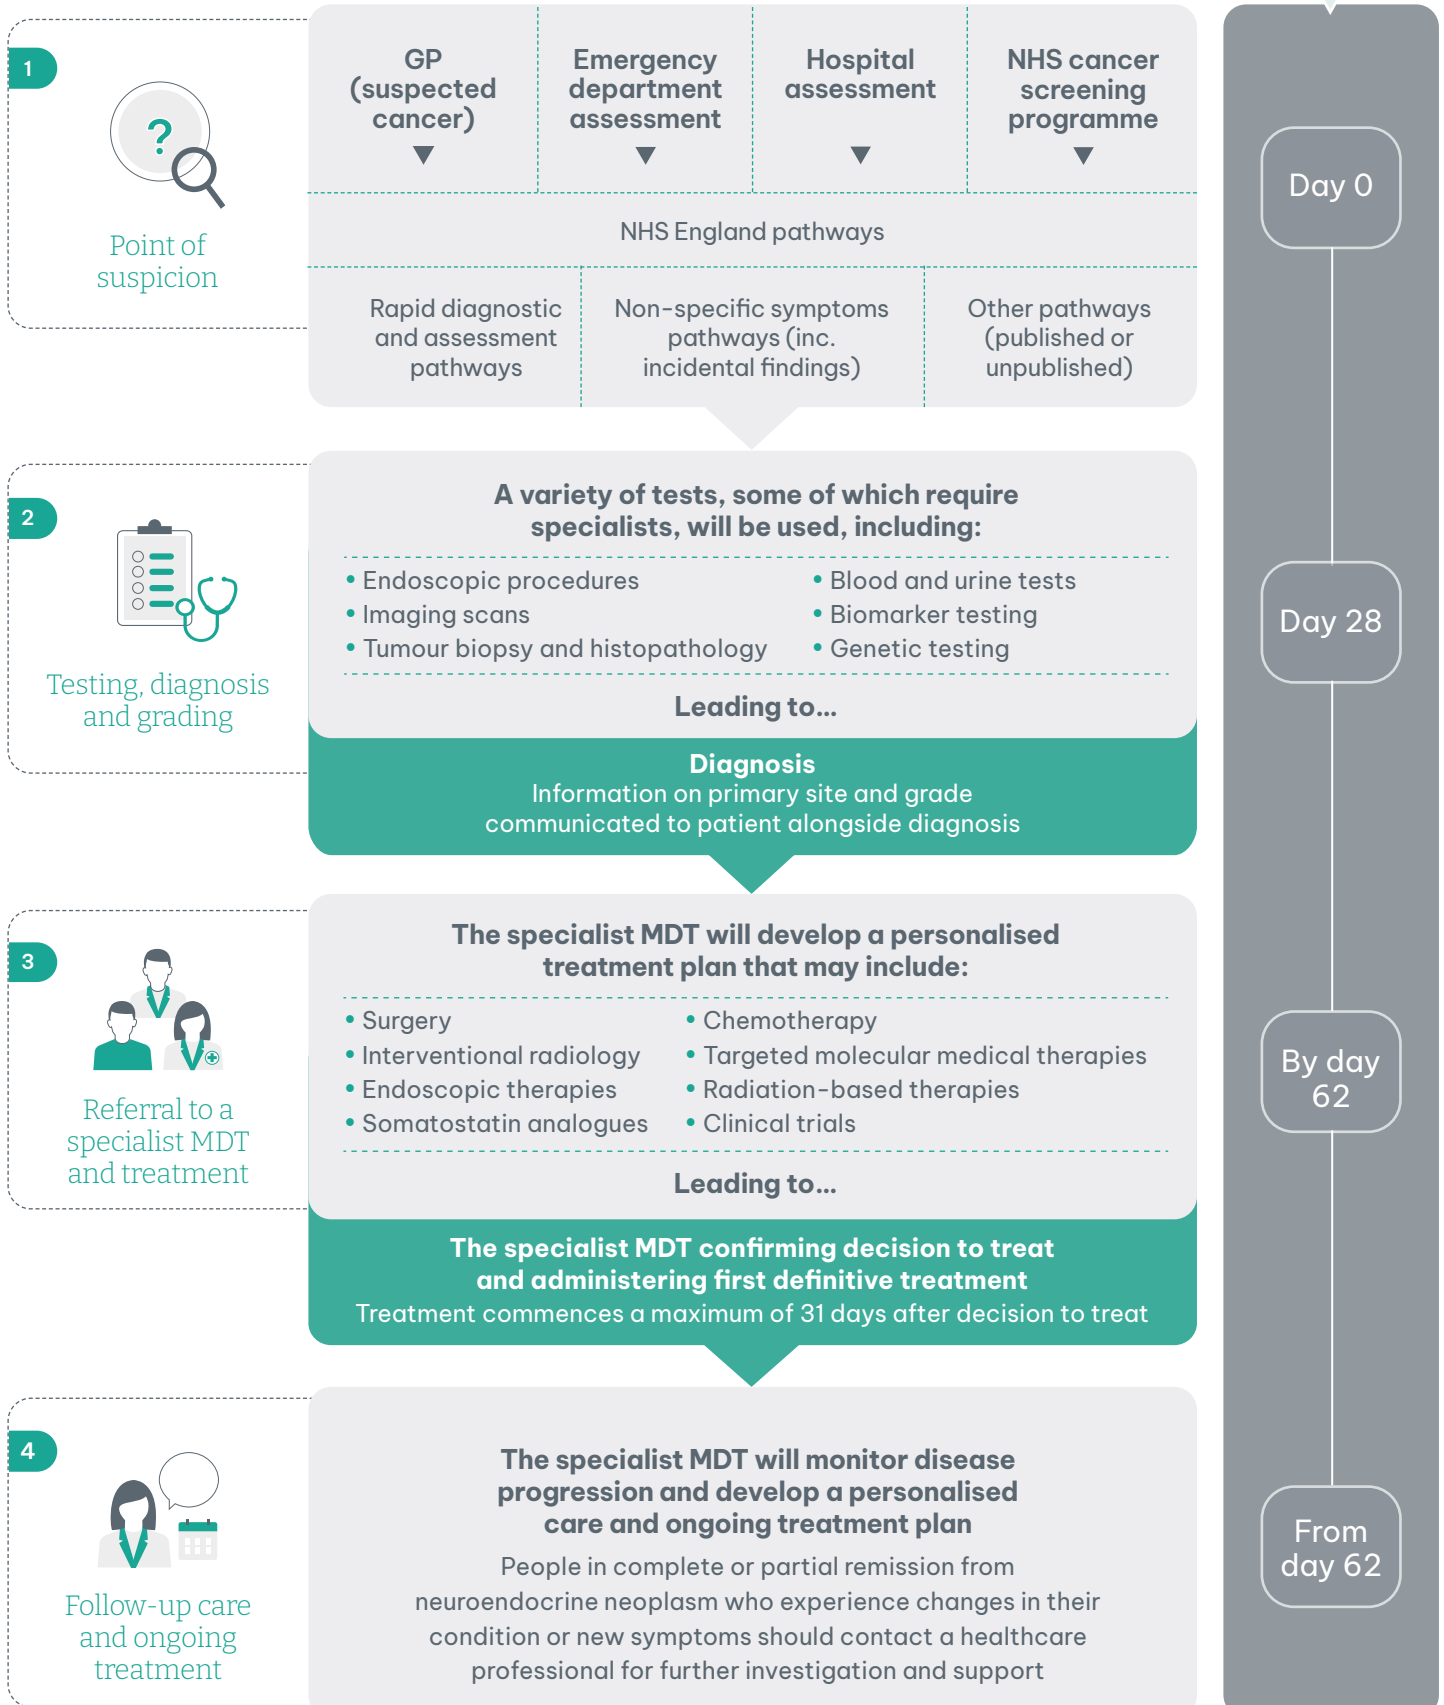 1
?
Point of
suspicion
GP
(suspected
cancer)
Emergency
department
assessment
Hospital
assessment
NHS cancer
screening
programme
NHS England pathways
Rapid diagnostic
and assessment
pathways
Non-specific symptoms
pathways (inc.
incidental findings)
Other pathways
(published or
unpublished)
Day 0
2
Testing, diagnosis
and grading
A variety of tests, some of which require
specialists, will be used, including:
• Endoscopic procedures
• Imaging scans
• Tumour biopsy and histopathology
• Blood and urine tests
• Biomarker testing
• Genetic testing
Leading to...
Diagnosis
Information on primary site and grade
communicated to patient alongside diagnosis
Day 28
3
Referral to a
specialist MDT
and treatment
The specialist MDT will develop a personalised
treatment plan that may include:
• Surgery
• Interventional radiology
• Endoscopic therapies
• Somatostatin analogues
• Chemotherapy
• Targeted molecular medical therapies
• Radiation-based therapies
• Clinical trials
Leading to...
The specialist MDT confirming decision to treat
and administering first definitive treatment
Treatment commences a maximum of 31 days after decision to treat
By day
62
4
Follow-up care
and ongoing
treatment
The specialist MDT will monitor disease
progression and develop a personalised
care and ongoing treatment plan
People in complete or partial remission from
neuroendocrine neoplasm who experience changes in their
condition or new symptoms should contact a healthcare
professional for further investigation and support
From
day 62